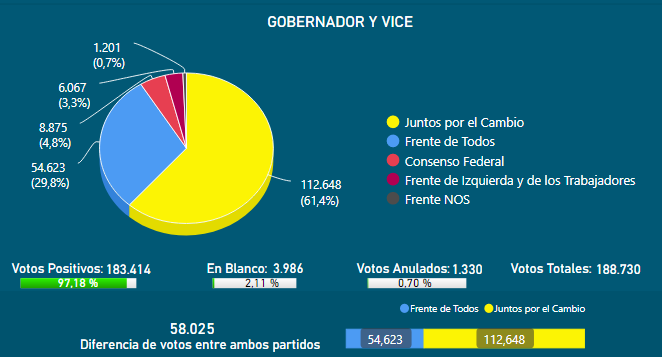 GOBERNADOR Y VICE
1.201
(0,7%)
6.067
(3,3%)
8.875
(4,8%)
54.623
(29,8%)
112.648
(61,4%)
Juntos por el Cambio
Frente de Todos
Consenso Federal
Frente de Izquierda y de los Trabajadores
Frente NOS
Votos Positivos: 183.414
97,18 %
En Blanco: 3.986
2,11 %
Votos Anulados: 1.330
0,70 %
Votos Totales: 188.730
58.025
Diferencia de votos entre ambos partidos
Frente de Todos Juntos por el Cambio
54,623 112,648